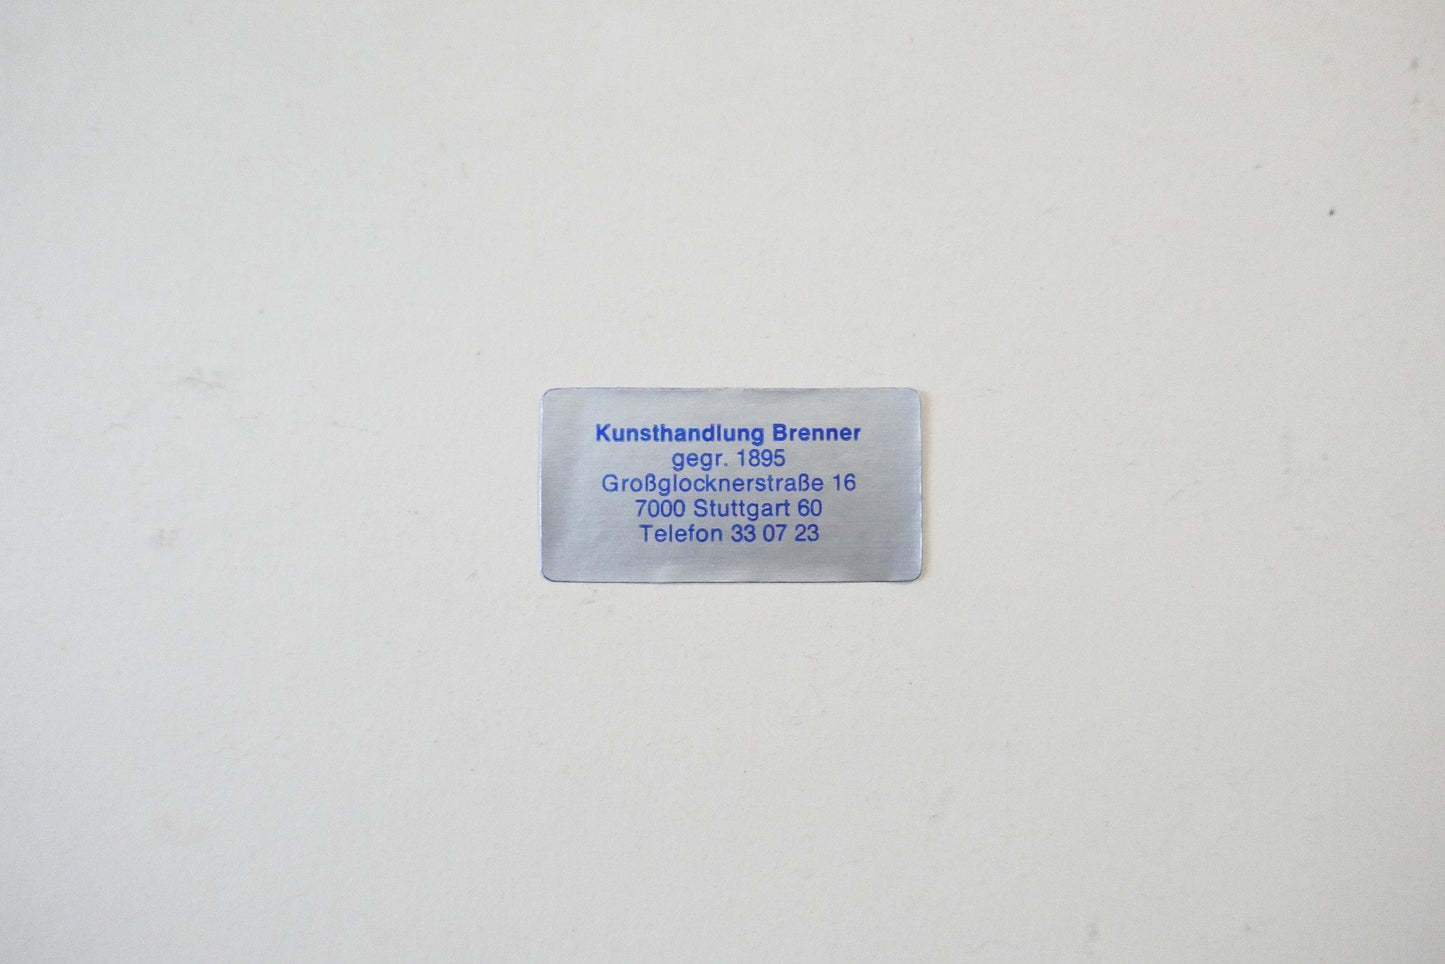 Kunsthandlung Brenner
gegr. 1895
Großglocknerstraße 16
7000 Stuttgart 60
Telefon 33 07 23